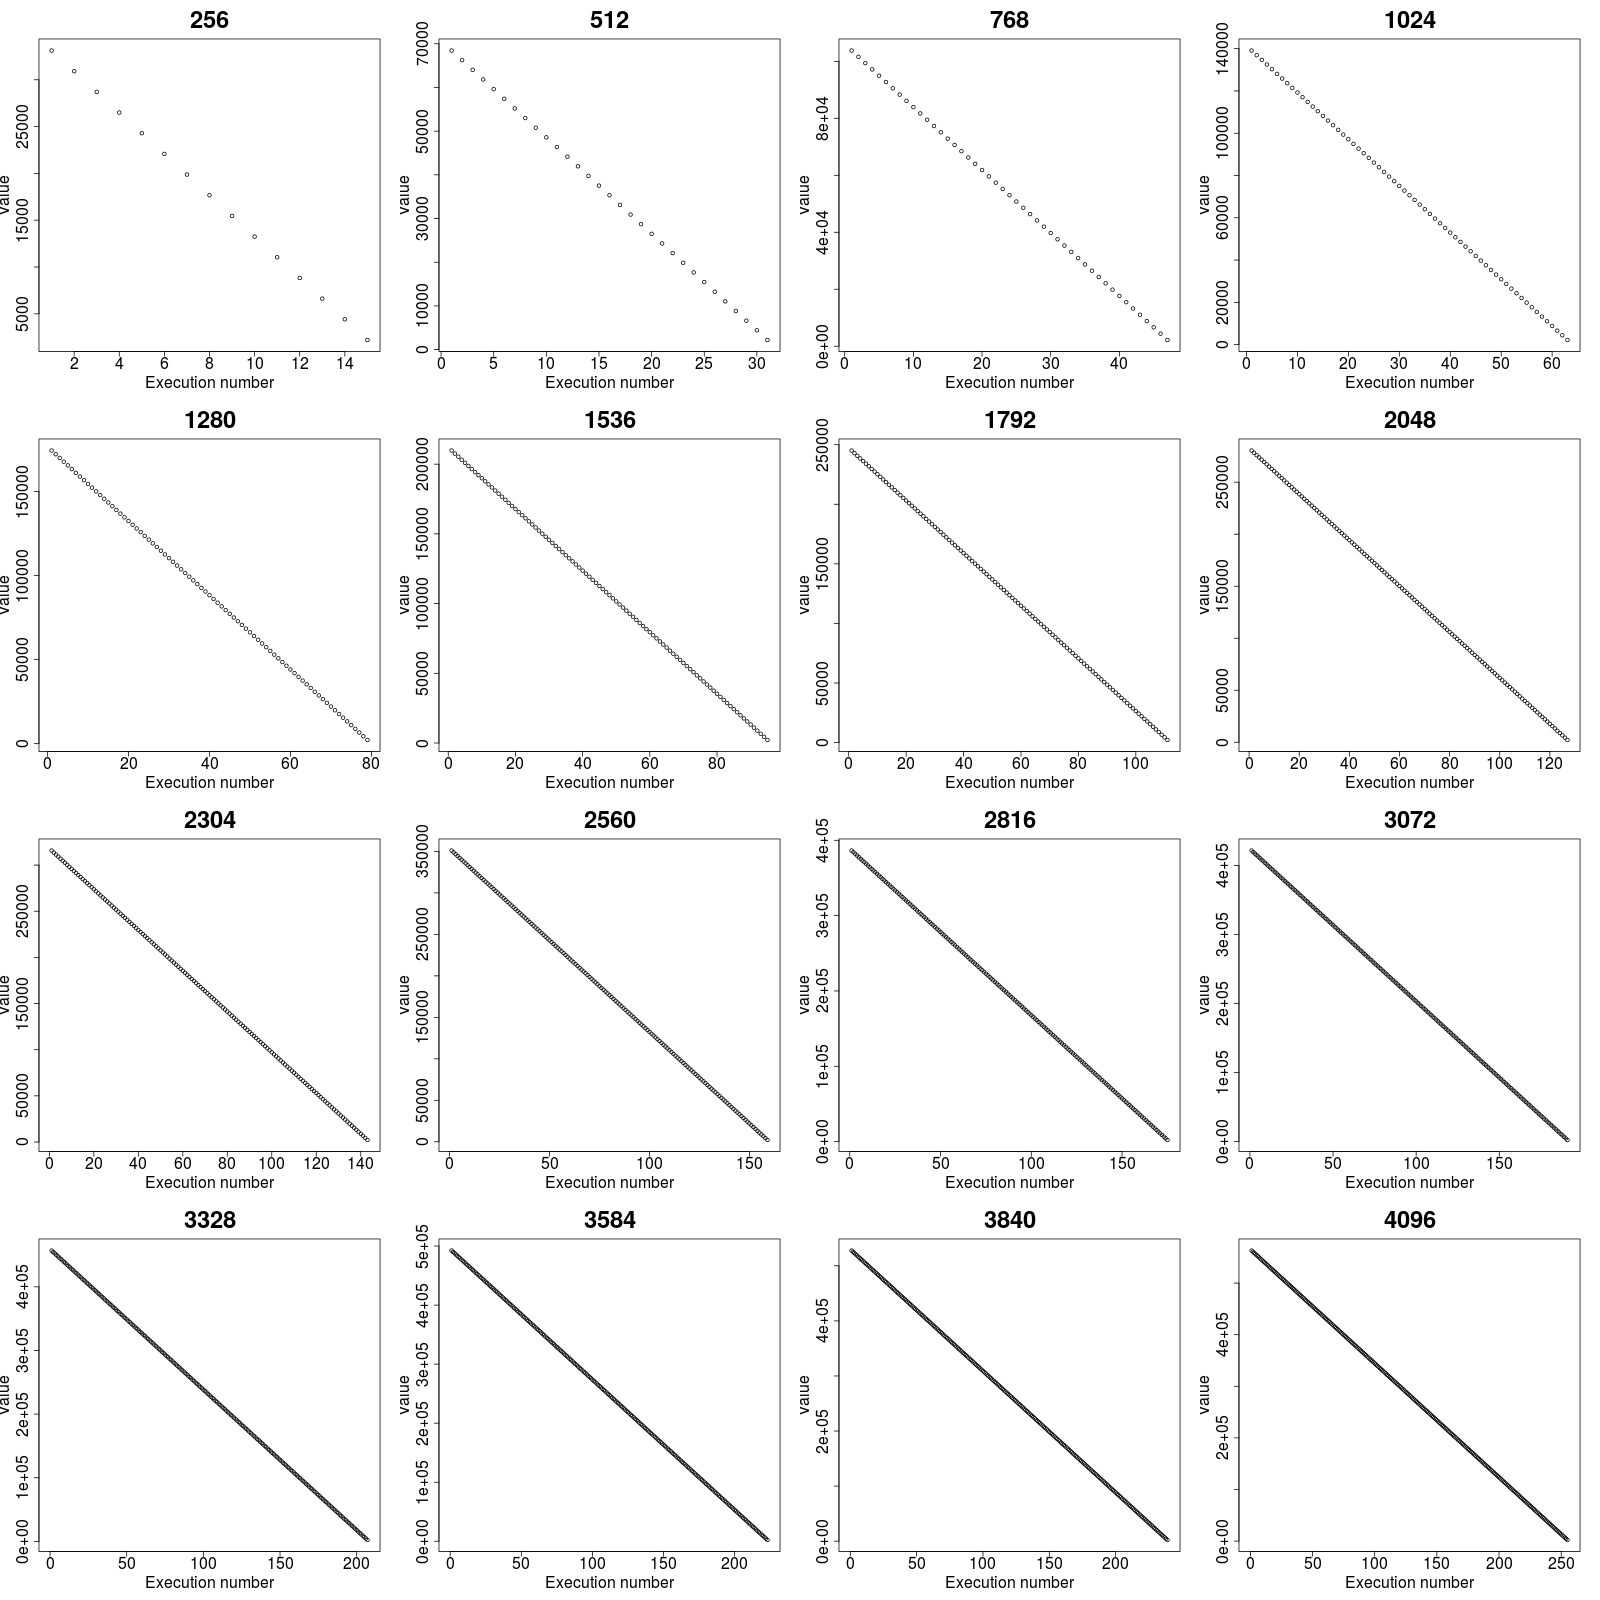 256
5000
15000
25000
value
2 4 6 8 10 12 14
Execution number
512
0
10000
30000
50000
70000
value
0 5 10 15 20 25 30
Execution number
768
0e+00
4e+04
8e+04
value
0 10 20 30 40
Execution number
1024
0
20000
60000
100000
140000
value
0 10 20 30 40 50 60
Execution number
1280
0
50000
100000
150000
value
0 20 40 60 80
Execution number
1536
0
50000
100000
150000
200000
value
0 20 40 60 80
Execution number
1792
0
50000
150000
250000
value
0 20 40 60 80 100
Execution number
2048
0
50000
150000
250000
value
0 20 40 60 80 100 120
Execution number
2304
0
50000
150000
250000
value
0 20 40 60 80 100 120 140
Execution number
2560
0
50000
150000
250000
350000
value
0 50 100 150
Execution number
2816
0e+00
1e+05
2e+05
3e+05
4e+05
value
0 50 100 150
Execution number
3072
0e+00
1e+05
2e+05
3e+05
4e+05
value
0 50 100 150
Execution number
3328
0e+00
1e+05
2e+05
3e+05
4e+05
value
0 50 100 150 200
Execution number
3584
0e+00
1e+05
2e+05
3e+05
4e+05
5e+05
value
0 50 100 150 200
Execution number
3840
0e+00
2e+05
4e+05
value
0 50 100 150 200
Execution number
4096
0e+00
2e+05
4e+05
value
0 50 100 150 200 250
Execution number